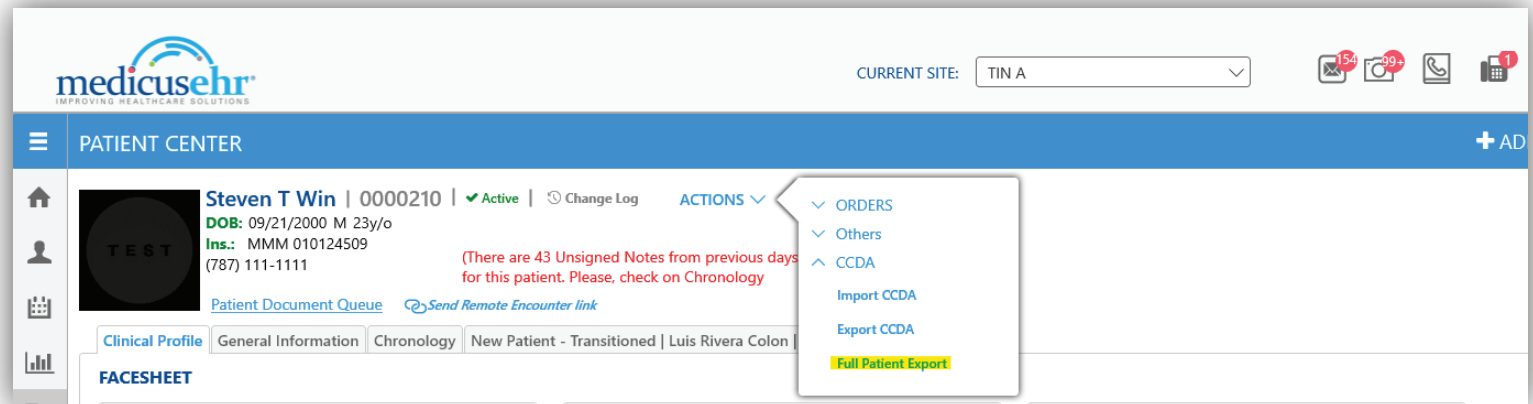 medicusehr®
IMPROVING HEALTHCARE SOLUTIONS
CURRENT SITE: TIN A
154 99+ 1
PATIENT CENTER
Steven T Win | 0000210 | Active | Change Log ACTIONS
DOB: 09/21/2000 M 23y/o
Ins.: MMM 010124509
(787) 111-1111
TEST
(There are 43 Unsigned Notes from previous days
for this patient. Please, check on Chronology
Patient Document Queue Send Remote Encounter link
ORDERS
Others
CCDA
Import CCDA
Export CCDA
Full Patient Export
Clinical Profile General Information Chronology New Patient - Transitioned | Luis Rivera Colon |
FACESHEET